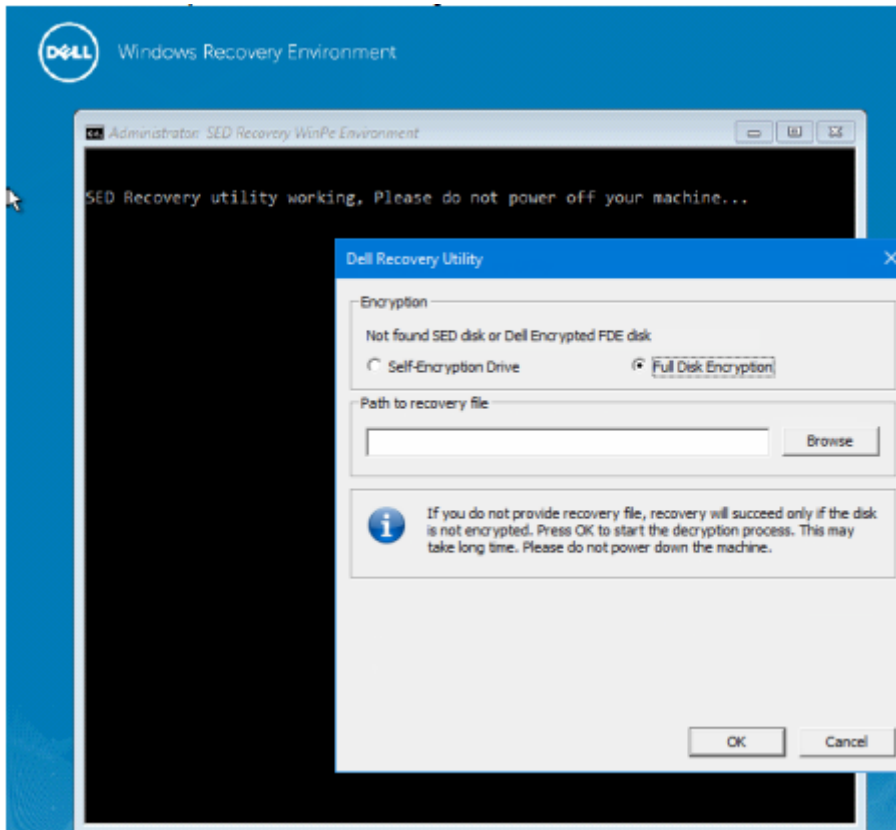 DELL Windows Recovery Environment
Administrator: SED Recovery WinPe Environment
SED Recovery utility working, Please do not power off your machine...
Dell Recovery Utility
Encryption
Not found SED disk or Dell Encrypted FDE disk
Self-Encryption Drive Full Disk Encryption
Path to recovery file
Browse
If you do not provide recovery file, recovery will succeed only if the disk
is not encrypted. Press OK to start the decryption process. This may
take long time. Please do not power down the machine.
OK Cancel